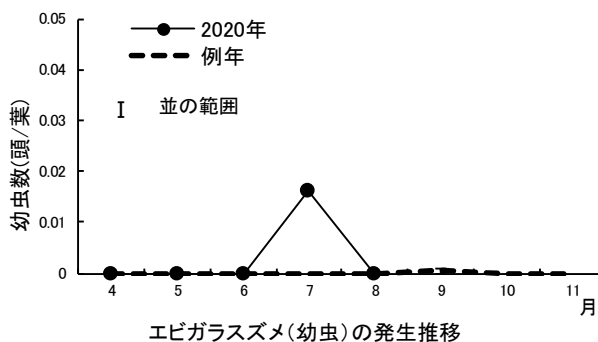 0.05
0.04
0.03
0.02
0.01
0
幼虫数(頭/葉)
2020年
例年
並の範囲
4 5 6 7 8 9 10 11
月
エビガラスズメ(幼虫)の発生推移